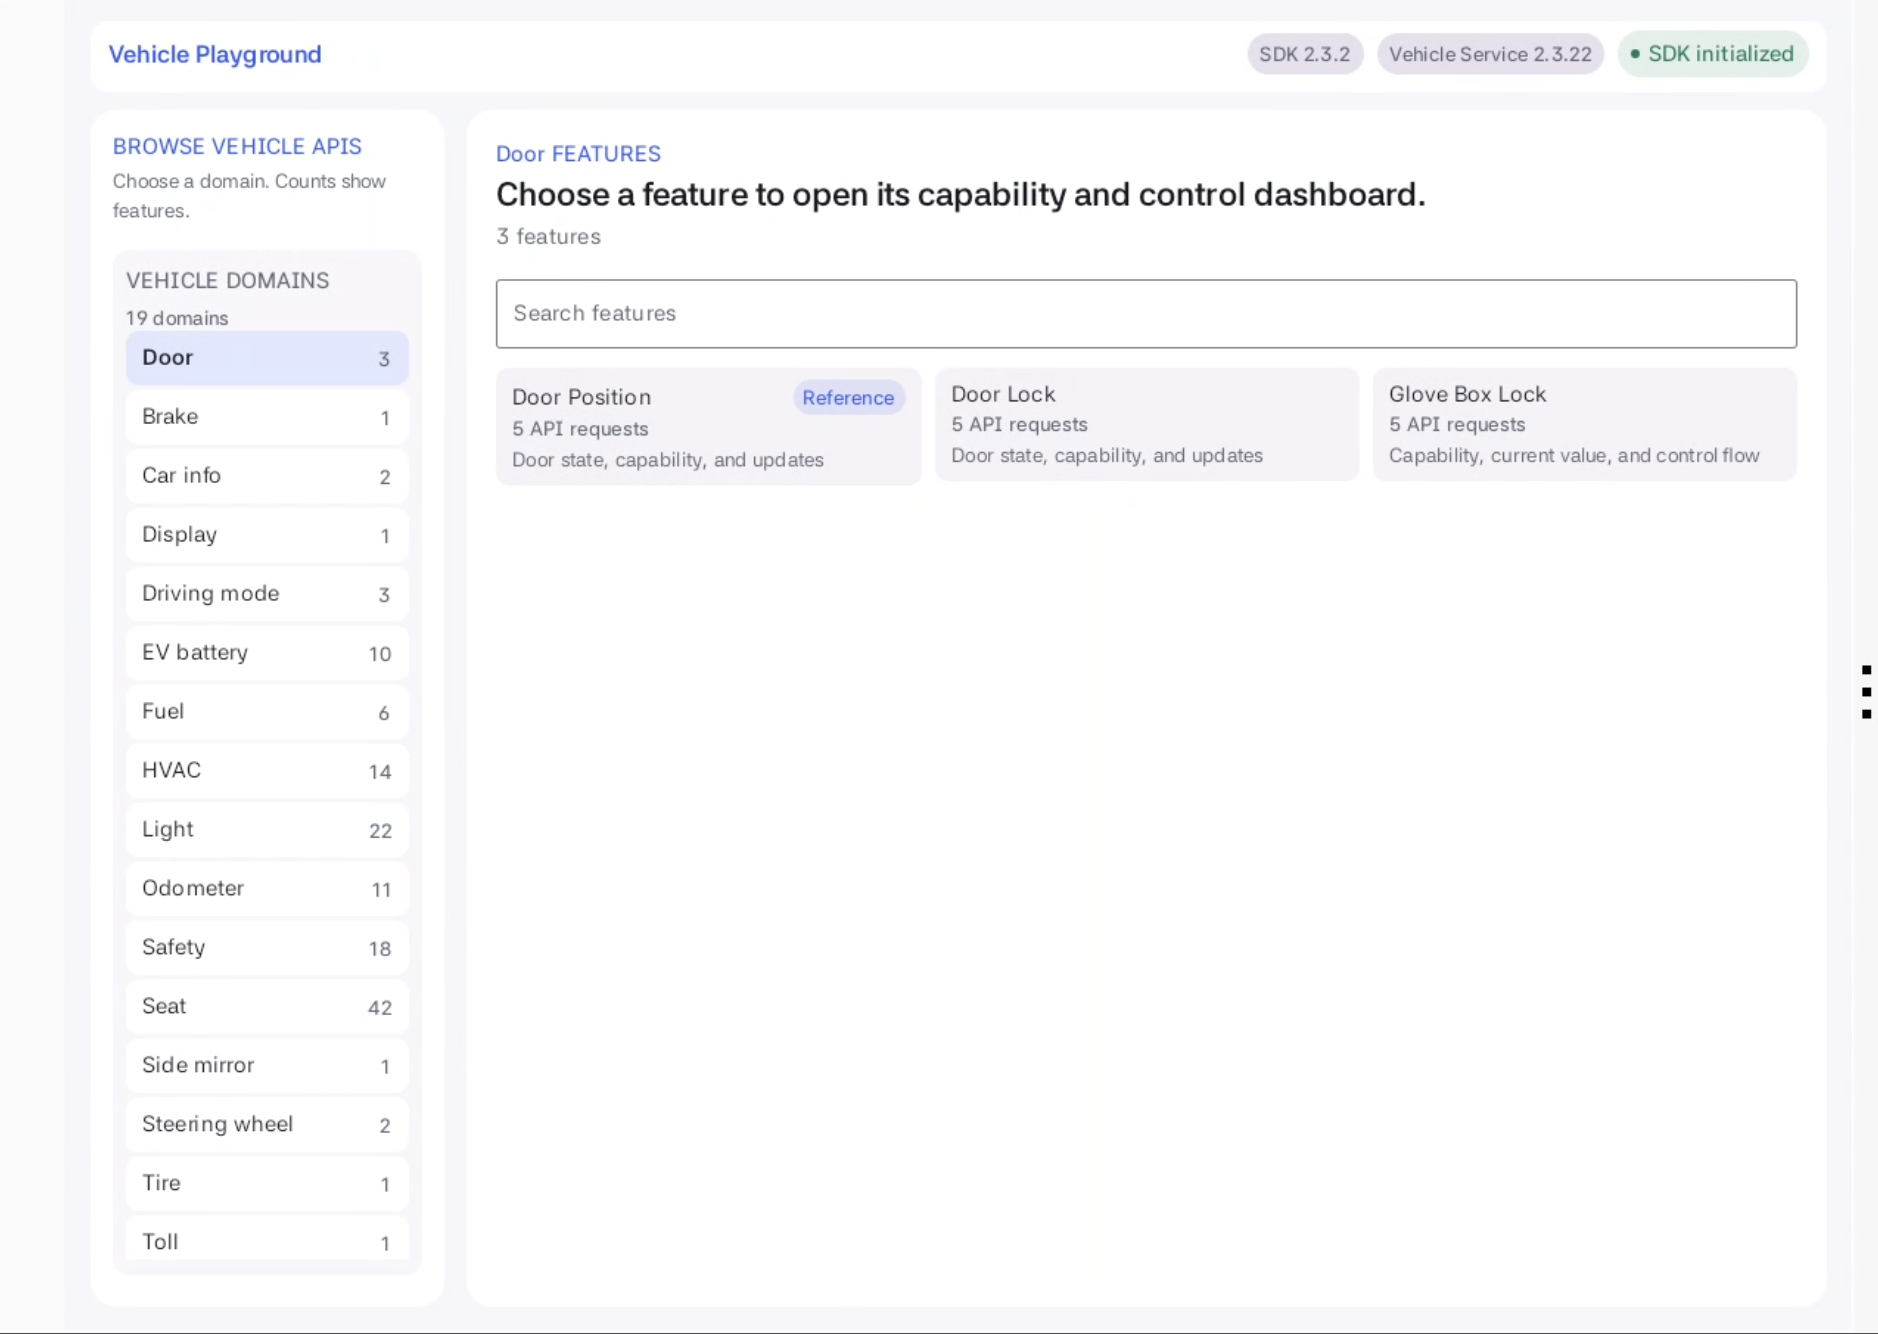 Vehicle Playground
SDK 2.3.2
Vehicle Service 2.3.22
SDK initialized
BROWSE VEHICLE APIS
Choose a domain. Counts show
features.
VEHICLE DOMAINS
19 domains
Door 3
Brake 1
Car info 2
Display 1
Driving mode 3
EV battery 10
Fuel 6
HVAC 14
Light 22
Odometer 11
Safety 18
Seat 42
Side mirror 1
Steering wheel 2
Tire 1
Toll 1
Door FEATURES
Choose a feature to open its capability and control dashboard.
3 features
Search features
Door Position Reference
5 API requests
Door state, capability, and updates
Door Lock
5 API requests
Door state, capability, and updates
Glove Box Lock
5 API requests
Capability, current value, and control flow